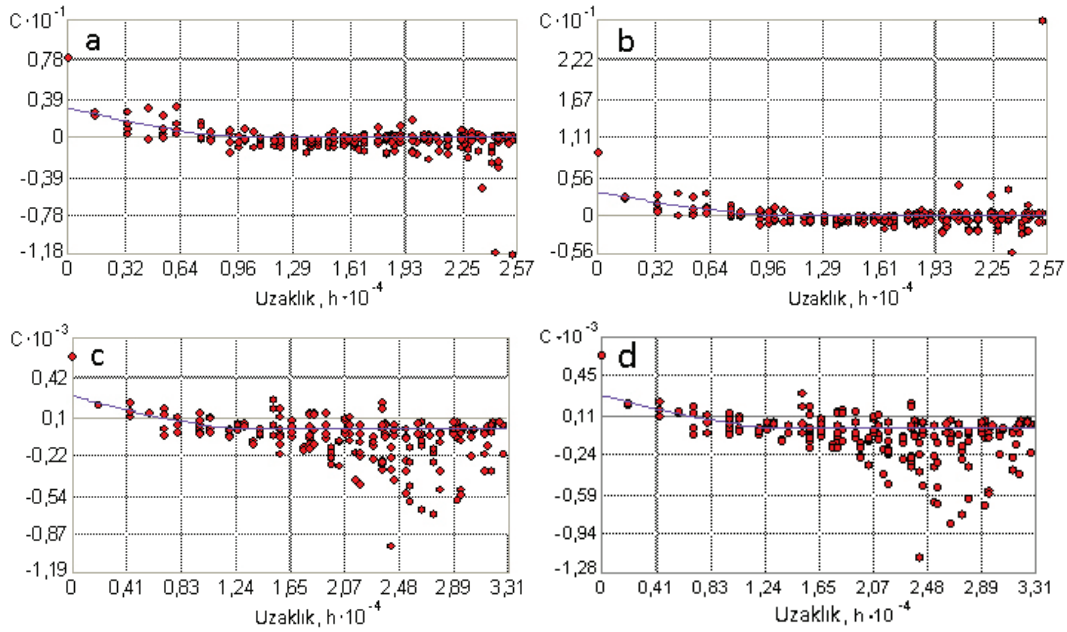 C·10⁻¹
a
0,78
0,39
0
-0,39
-0,78
-1,18
0 0,32 0,64 0,96 1,29 1,61 1,93 2,25 2,57
Uzaklık, h·10⁻⁴
C·10⁻¹
b
2,22
1,67
1,11
0,56
0
-0,56
0 0,32 0,64 0,96 1,29 1,61 1,93 2,25 2,57
Uzaklık, h·10⁻⁴
C·10⁻³
c
0,42
0,1
-0,22
-0,54
-0,87
-1,19
0 0,41 0,83 1,24 1,65 2,07 2,48 2,89 3,31
Uzaklık, h·10⁻⁴
C·10⁻³
d
0,45
0,11
-0,24
-0,59
-0,94
-1,28
0 0,41 0,83 1,24 1,65 2,07 2,48 2,89 3,31
Uzaklık, h·10⁻⁴